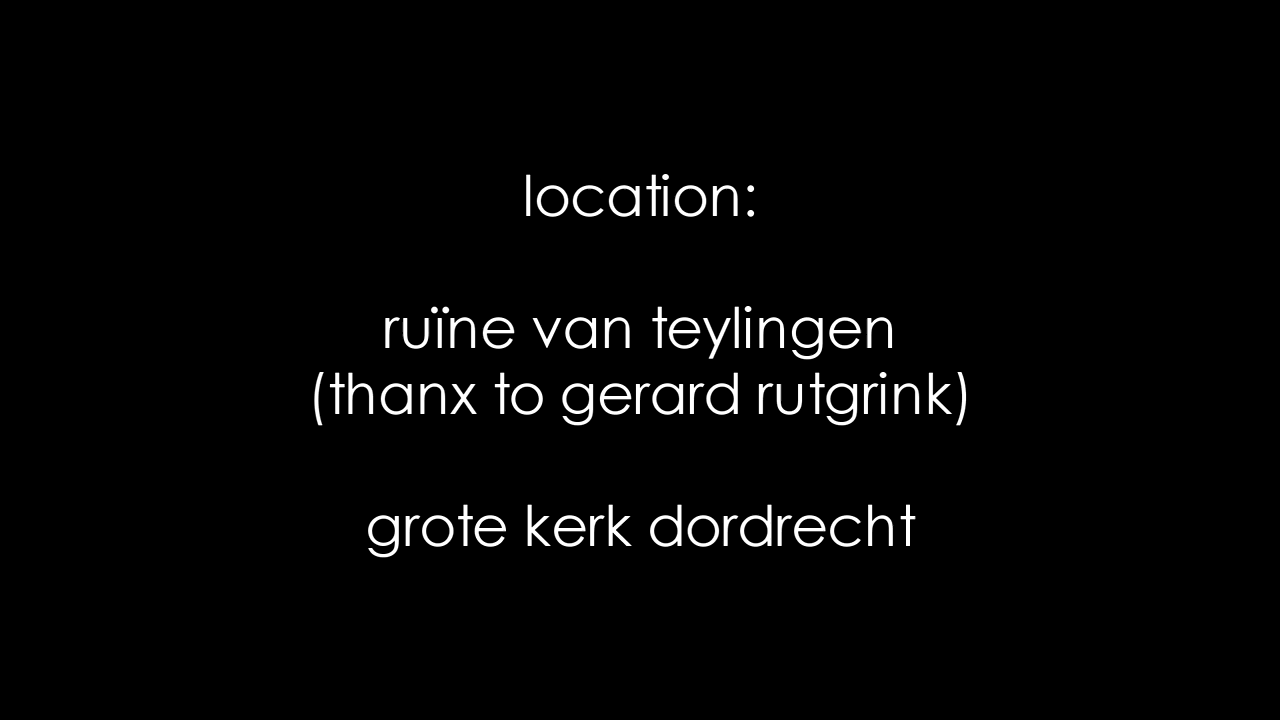 location:
ruïne van teylingen
(thanx to gerard rutgrink)
grote kerk dordrecht